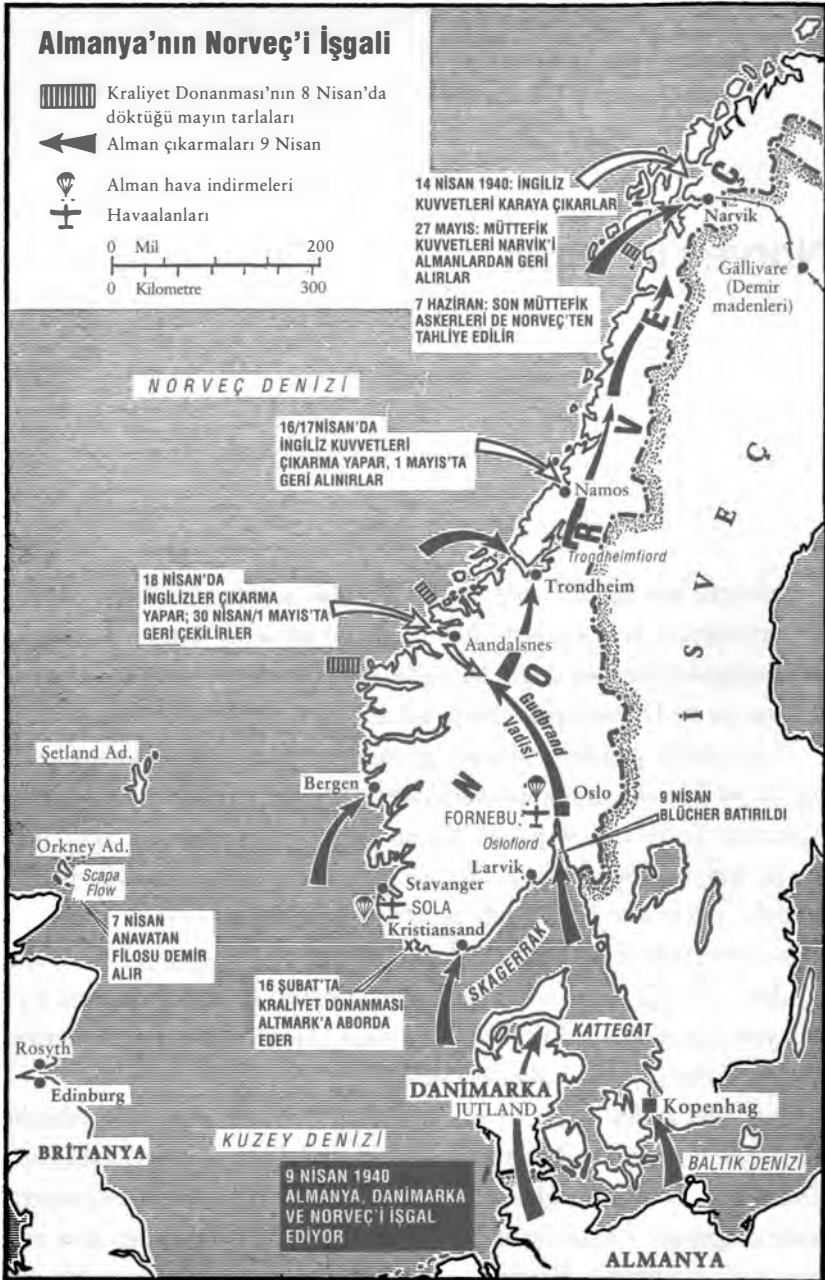 Almanya'nın Norveç'i İşgali
Kraliyet Donanması'nın 8 Nisan'da
döktüğü mayın tarlaları
Alman çıkarmaları 9 Nisan
Alman hava indirmeleri
Havaalanları
0 Mil 200
0 Kilometre 300
14 NİSAN 1940: İNGİLİZ
KUVVETLERİ KARAYA ÇIKARLAR
27 MAYIS: MÜTTEFİK
KUVVETLERİ NARVİK'İ
ALMANLARDAN GERİ
ALIRLAR
7 HAZİRAN: SON MÜTTEFİK
ASKERLERİ DE NORVEÇ'TEN
TAHLİYE EDİLİR
Narvik
Gällivare
(Demir
madenleri)
NORVEÇ DENİZİ
16/17NİSAN'DA
İNGİLİZ KUVVETLERİ
ÇIKARMA YAPAR, 1 MAYIS'TA
GERİ ALINIRLAR
Namos
Trondheimfiord
Trondheim
18 NİSAN'DA
İNGİLİZLER ÇIKARMA
YAPAR; 30 NİSAN/1 MAYIS'TA
GERİ ÇEKİLİRLER
Aandalsnes
NORVEÇ
İSVEÇ
Gudbrand
Vadisi
Şetland Ad.
Bergen
Oslo
FORNEBU.
Oslofiord
9 NİSAN
BLÜCHER BATIRILDI
Orkney Ad.
Scapa
Flow
Larvik
Stavanger
SOLA
Kristiansand
7 NİSAN
ANAVATAN
FİLOSU DEMİR
ALIR
16 ŞUBAT'TA
KRALİYET DONANMASI
ALTMARK'A ABORDA
EDER
SKAGERRAK
KATTEGAT
Rosyth
Edinburg
DANİMARKA
JUTLAND
Kopenhag
BRİTANYA
KUZEY DENİZİ
BALTIK DENİZİ
9 NİSAN 1940
ALMANYA, DANİMARKA
VE NORVEÇ'İ İŞGAL
EDİYOR
ALMANYA